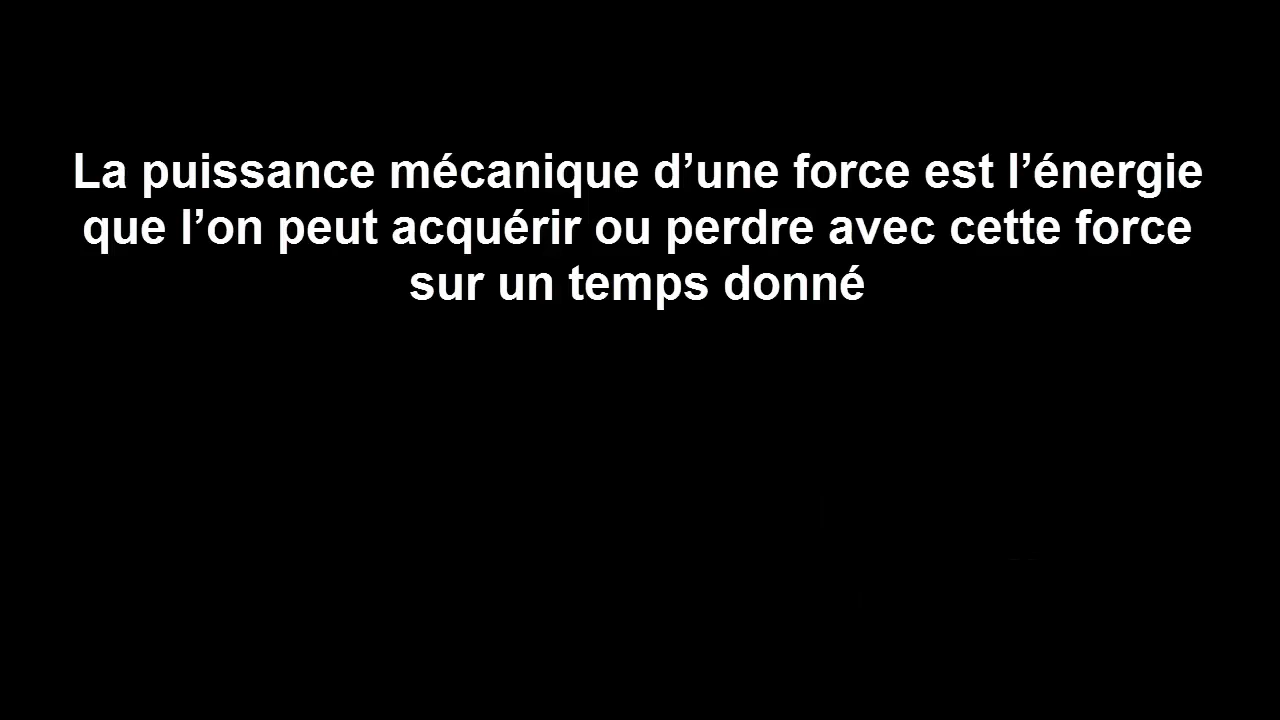 La puissance mécanique d’une force est l’énergie
que l’on peut acquérir ou perdre avec cette force
sur un temps donné